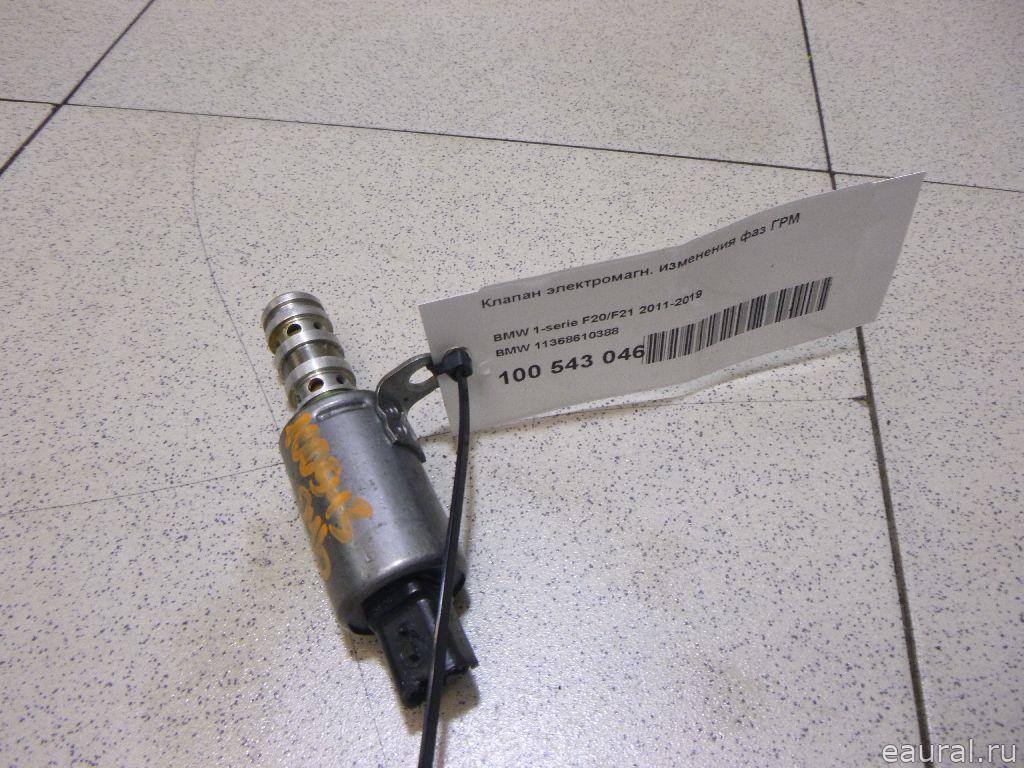 Клапан электромагн. изменения фаз ГРМ
BMW 1-serie F20/F21 2011-2019
BMW 11368610388
100 543 046
eaural.ru